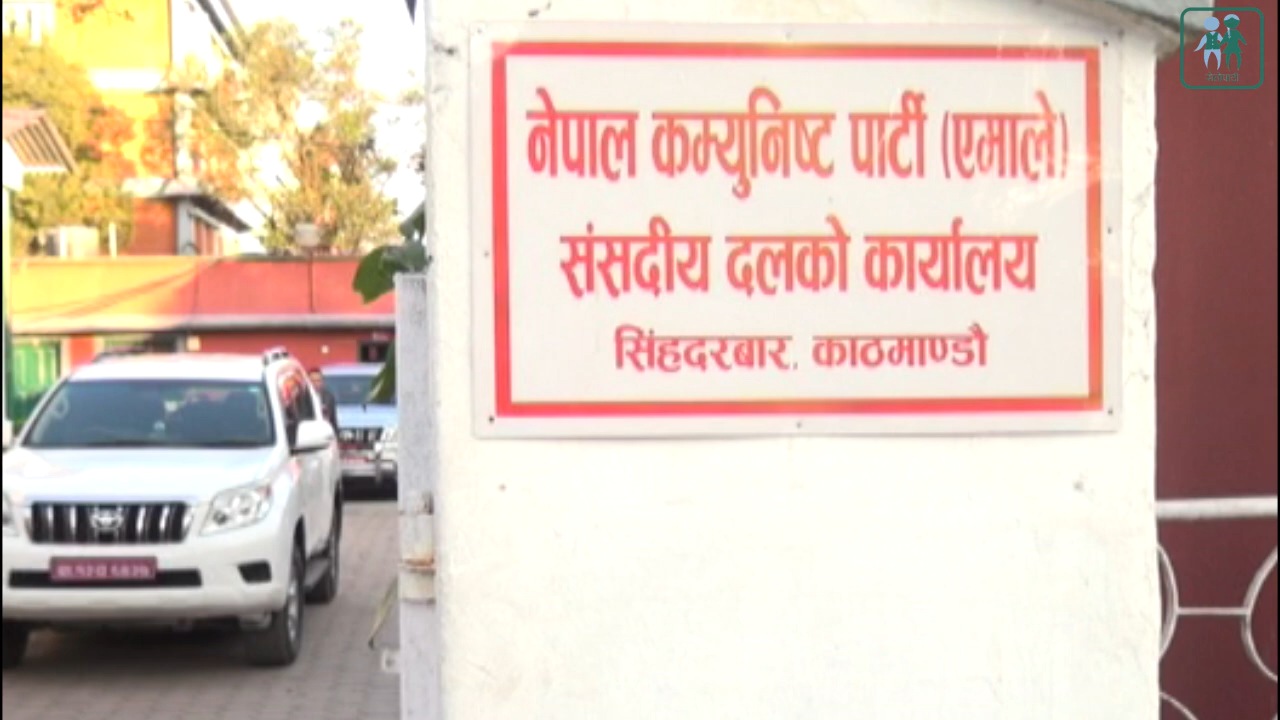 नेपाल कम्युनिष्ट पार्टी (एमाले)
संसदीय दलको कार्यालय
सिंहदरबार, काठमाण्डौ